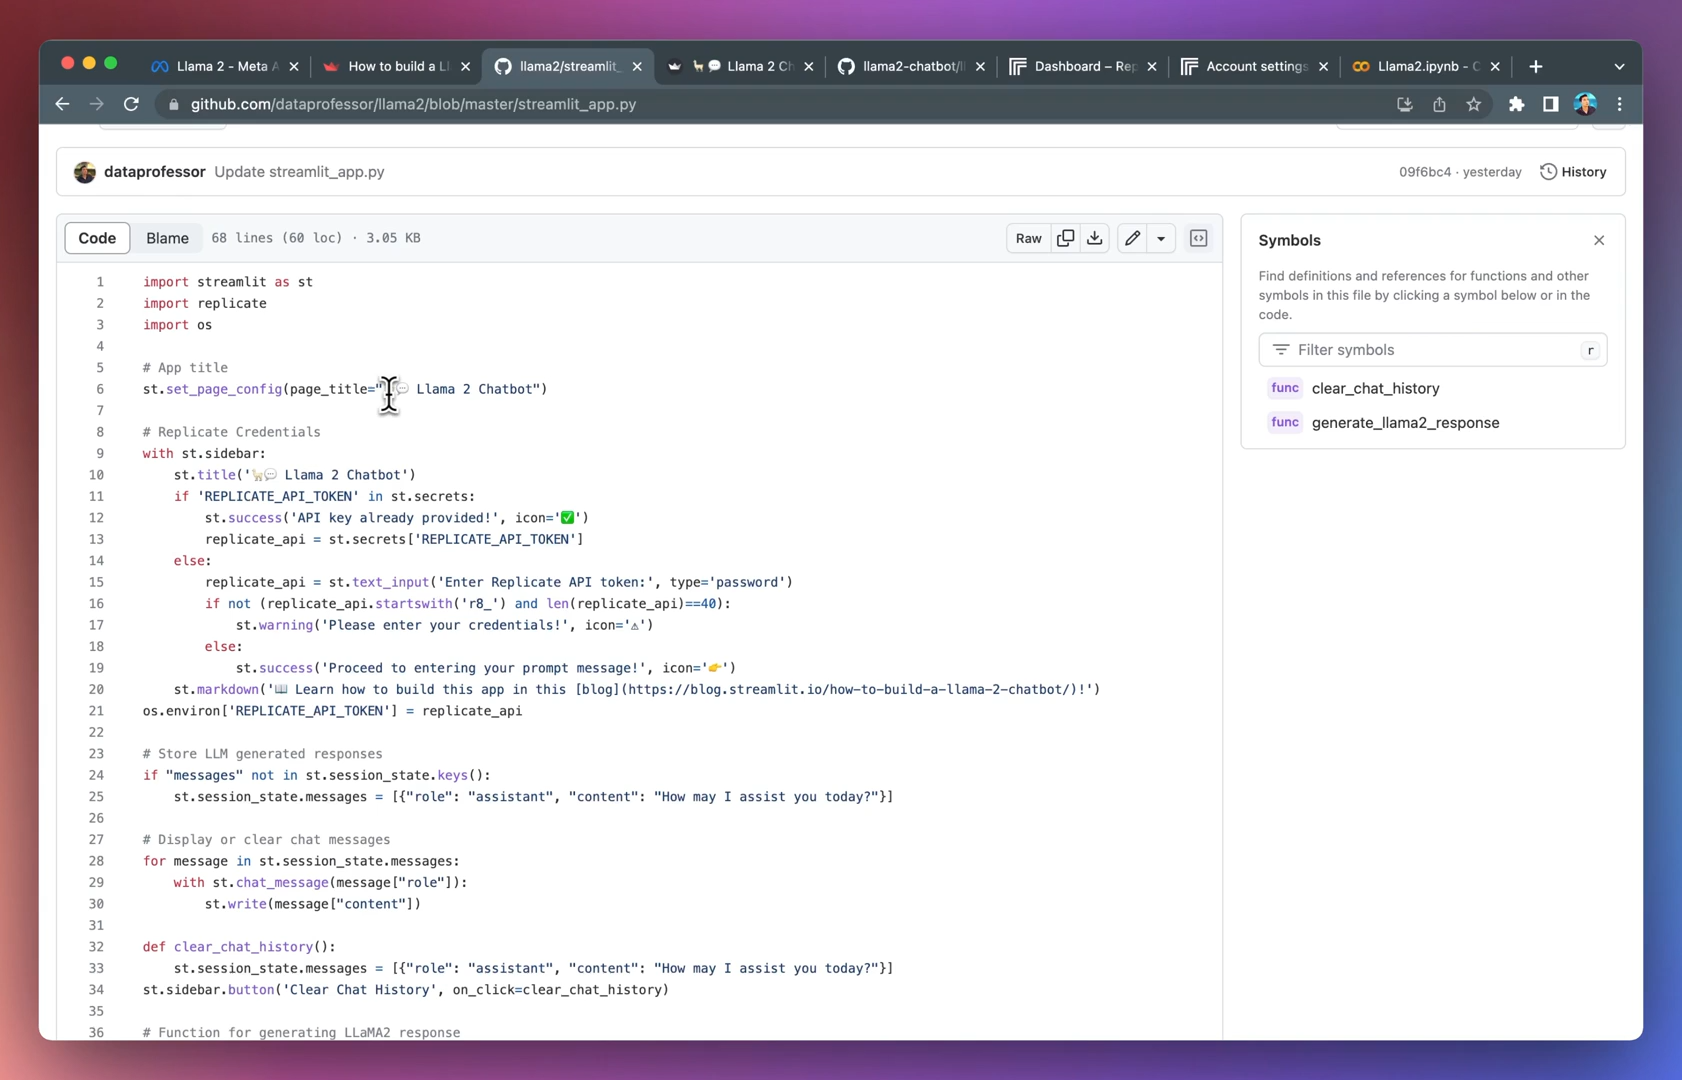 Llama 2 - Meta A
How to build a Ll
llama2/streamlit_
🦙💬 Llama 2 Ch
llama2-chatbot/l
Dashboard – Rep
Account settings
Llama2.ipynb - C
github.com/dataprofessor/llama2/blob/master/streamlit_app.py
dataprofessor Update streamlit_app.py
09f6bc4 · yesterday
History
Code
Blame
68 lines (60 loc) · 3.05 KB
Raw
1 import streamlit as st
2 import replicate
3 import os
4
5 # App title
6 st.set_page_config(page_title="💬 Llama 2 Chatbot")
7
8 # Replicate Credentials
9 with st.sidebar:
10 st.title('🦙💬 Llama 2 Chatbot')
11 if 'REPLICATE_API_TOKEN' in st.secrets:
12 st.success('API key already provided!', icon='✅')
13 replicate_api = st.secrets['REPLICATE_API_TOKEN']
14 else:
15 replicate_api = st.text_input('Enter Replicate API token:', type='password')
16 if not (replicate_api.startswith('r8_') and len(replicate_api)==40):
17 st.warning('Please enter your credentials!', icon='⚠')
18 else:
19 st.success('Proceed to entering your prompt message!', icon='👉')
20 st.markdown('📖 Learn how to build this app in this [blog](https://blog.streamlit.io/how-to-build-a-llama-2-chatbot/)!')
21 os.environ['REPLICATE_API_TOKEN'] = replicate_api
22
23 # Store LLM generated responses
24 if "messages" not in st.session_state.keys():
25 st.session_state.messages = [{"role": "assistant", "content": "How may I assist you today?"}]
26
27 # Display or clear chat messages
28 for message in st.session_state.messages:
29 with st.chat_message(message["role"]):
30 st.write(message["content"])
31
32 def clear_chat_history():
33 st.session_state.messages = [{"role": "assistant", "content": "How may I assist you today?"}]
34 st.sidebar.button('Clear Chat History', on_click=clear_chat_history)
35
36 # Function for generating LLaMA2 response
Symbols
Find definitions and references for functions and other
symbols in this file by clicking a symbol below or in the
code.
Filter symbols
r
func clear_chat_history
func generate_llama2_response